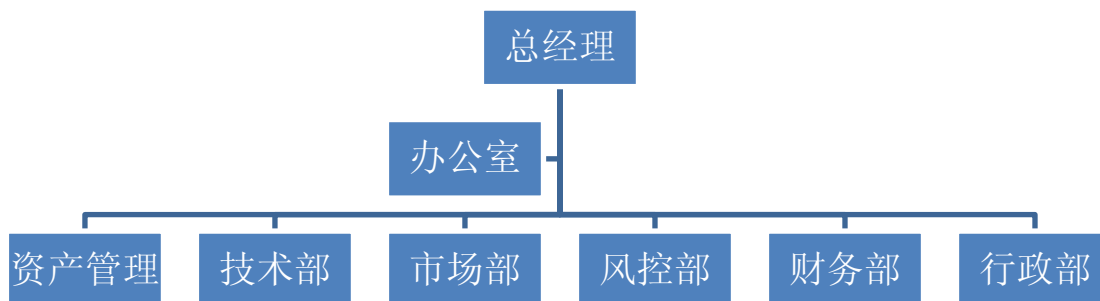 总经理
办公室
资产管理
技术部
市场部
风控部
财务部
行政部